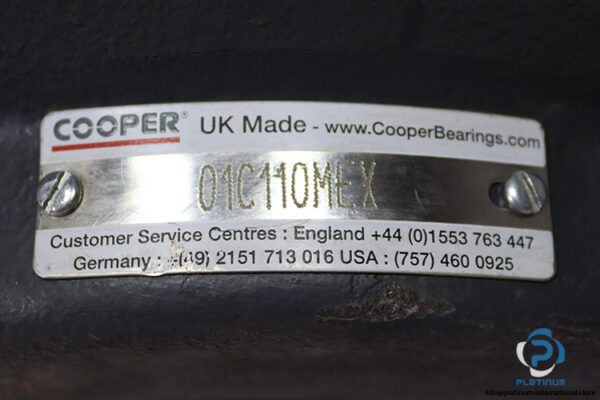 COOPER® UK Made - www.CooperBearings.com
01C110MEX
Customer Service Centres : England +44 (0)1553 763 447
Germany : +(49) 2151 713 016 USA : (757) 460 0925
PLATINUM
info@platinum-international.store